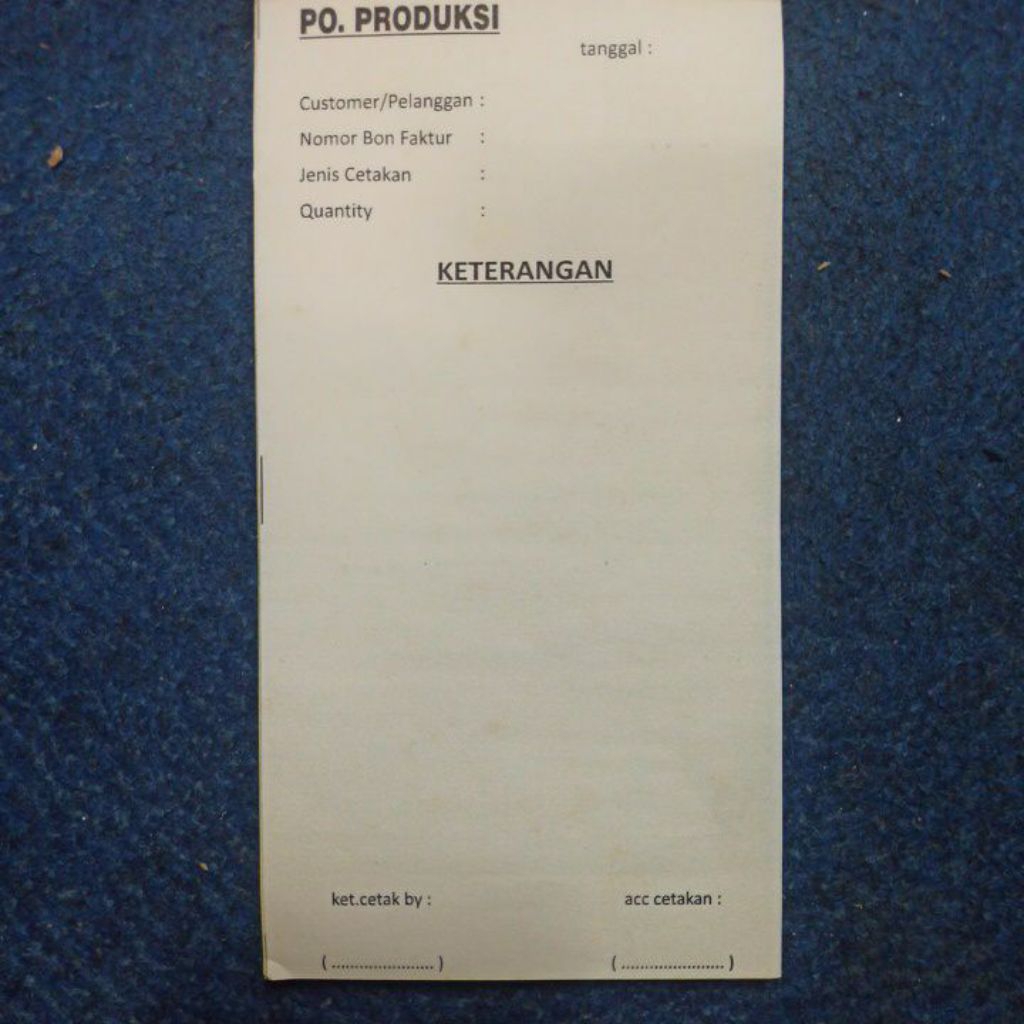 PO. PRODUKSI
tanggal :
Customer/Pelanggan :
Nomor Bon Faktur :
Jenis Cetakan :
Quantity :
KETERANGAN
ket.cetak by : acc cetakan :
(......................) (......................)